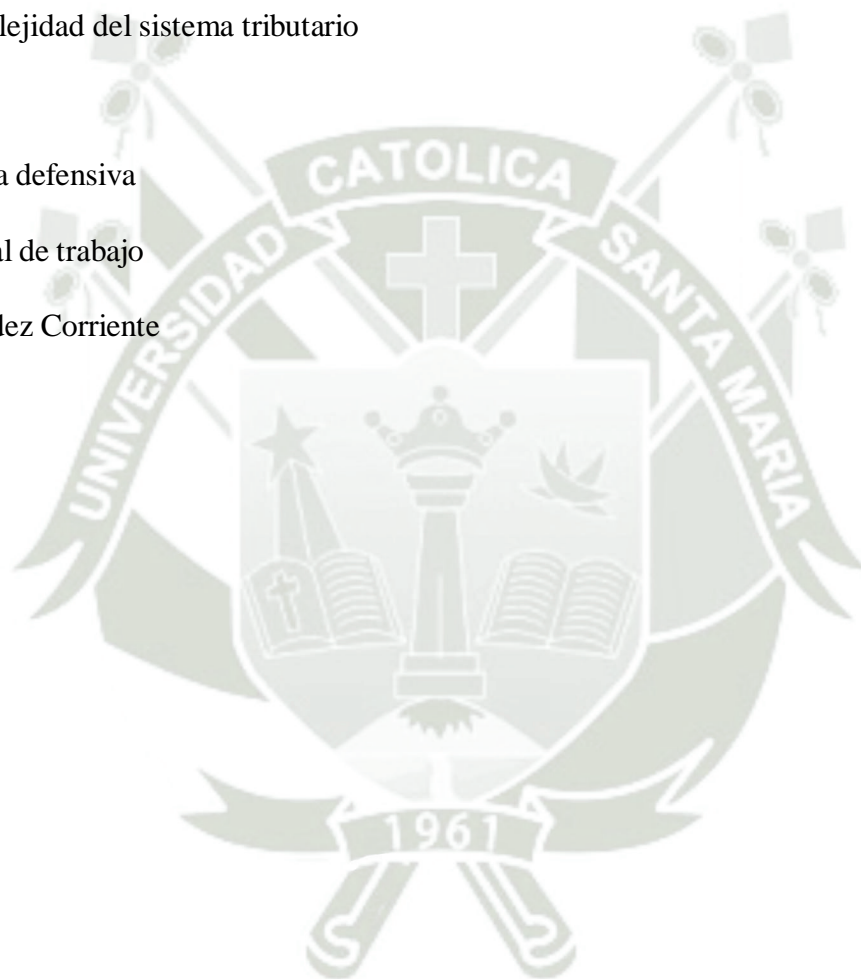 lejidad del sistema tributario
a defensiva
al de trabajo
dez Corriente
UNIVERSIDAD CATOLICA SANTA MARIA
1961